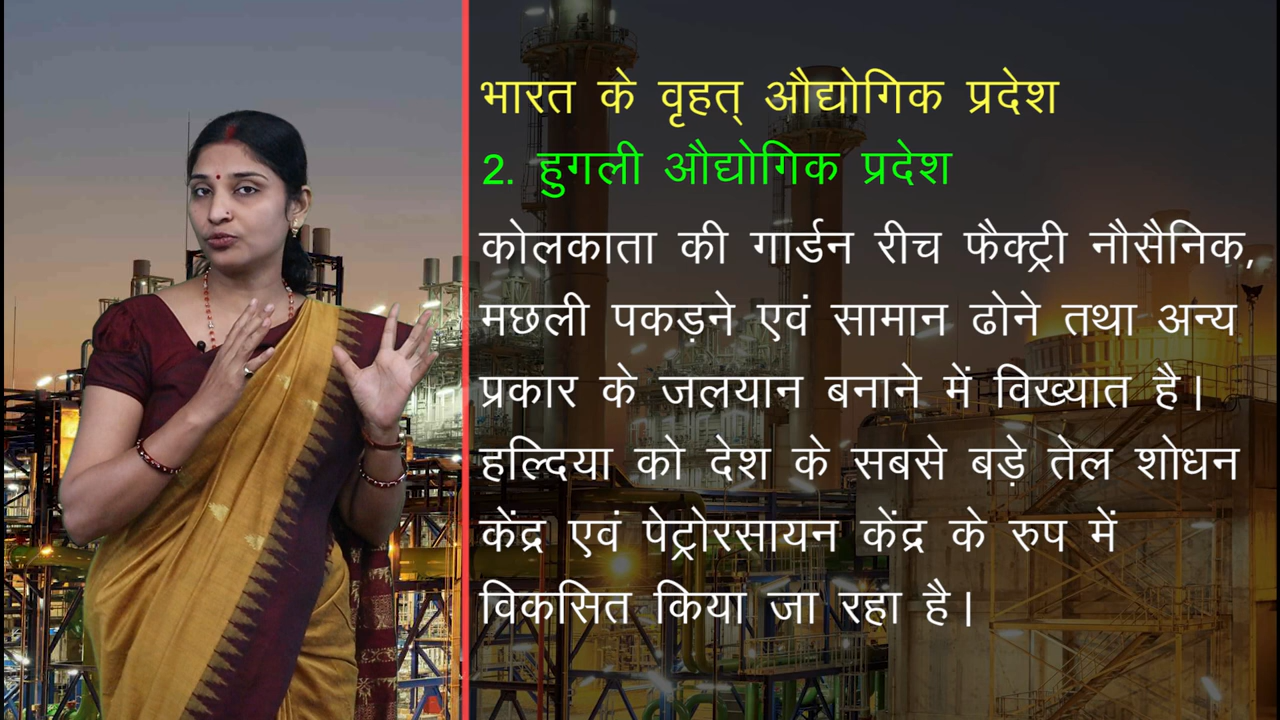 भारत के वृहत् औद्योगिक प्रदेश
2. हुगली औद्योगिक प्रदेश
कोलकाता की गार्डन रीच फैक्ट्री नौसैनिक,
मछली पकड़ने एवं सामान ढोने तथा अन्य
प्रकार के जलयान बनाने में विख्यात है।
हल्दिया को देश के सबसे बड़े तेल शोधन
केंद्र एवं पेट्रोरसायन केंद्र के रुप में
विकसित किया जा रहा है।